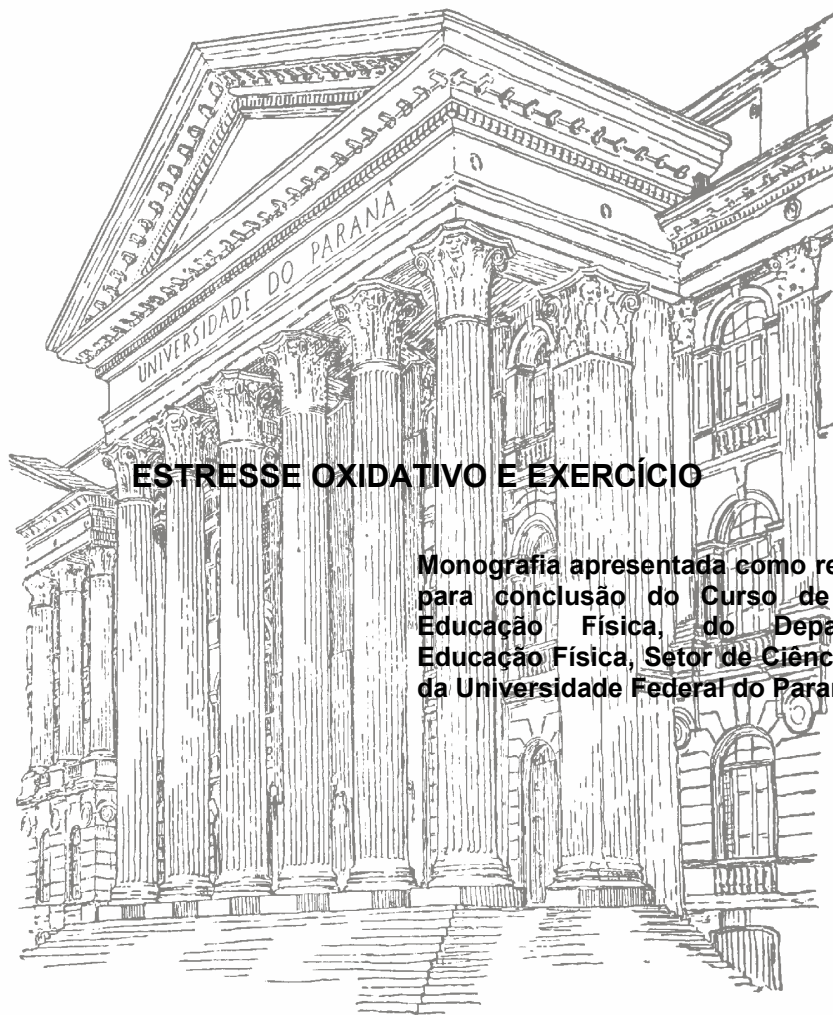 UNIVERSIDADE DO PARANÁ
ESTRESSE OXIDATIVO E EXERCÍCIO
Monografia apresentada como re
para conclusão do Curso de
Educação Física, do Depa
Educação Física, Setor de Ciênc
da Universidade Federal do Paran